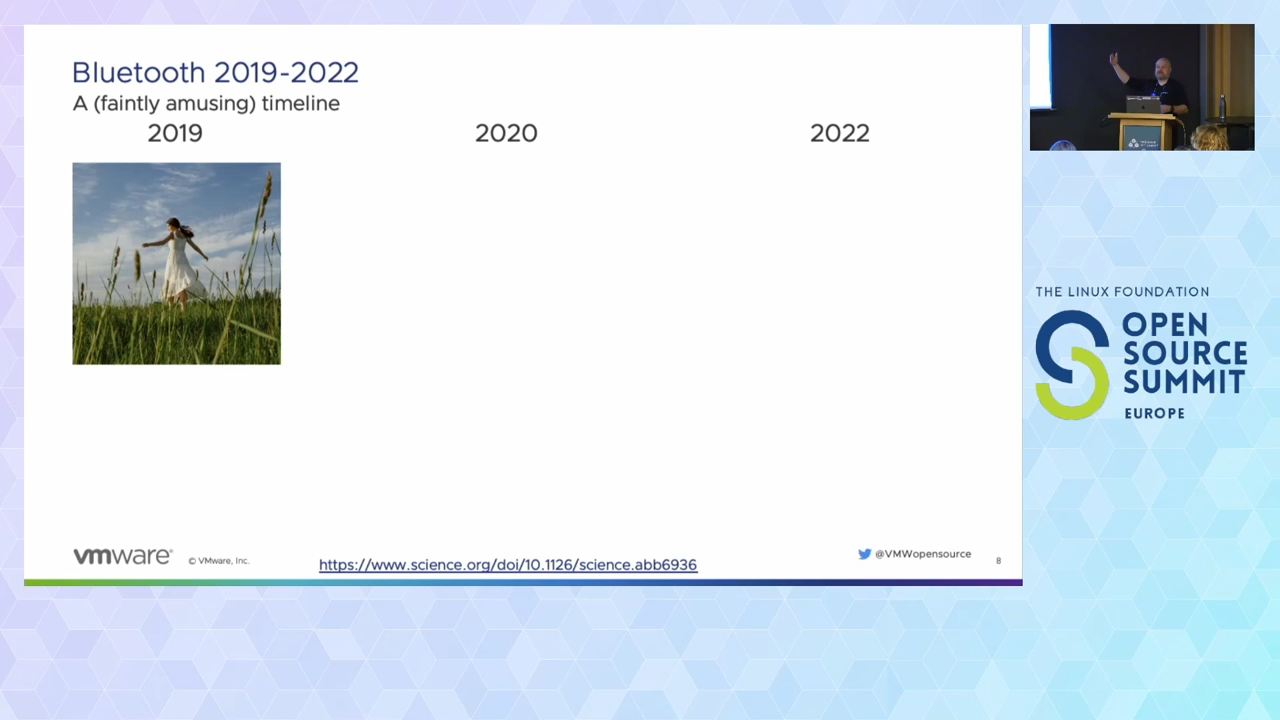 Bluetooth 2019-2022
A (faintly amusing) timeline
2019
2020
2022
vmware®
© VMware, Inc.
https://www.science.org/doi/10.1126/science.abb6936
@VMWopensource
8
THE LINUX FOUNDATION
OPEN
SOURCE
SUMMIT
EUROPE